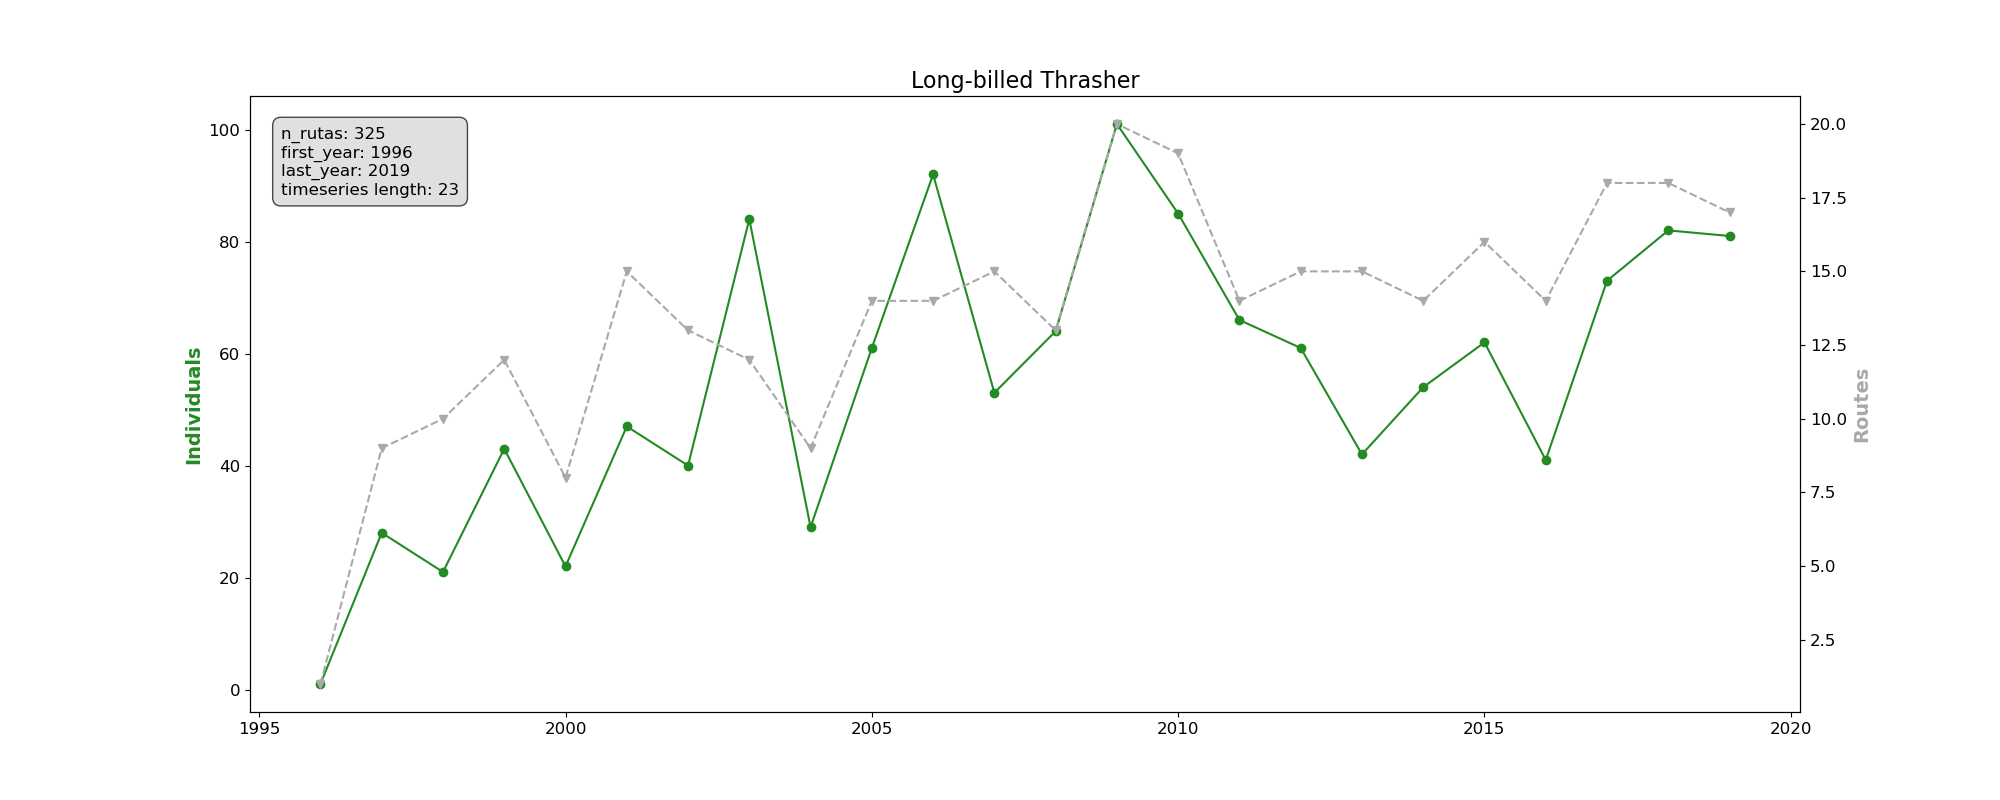 Long-billed Thrasher
n_rutas: 325
first_year: 1996
last_year: 2019
timeseries length: 23
Individuals
100
80
60
40
20
0
20.0
17.5
15.0
12.5
10.0
7.5
5.0
2.5
Routes
1995 2000 2005 2010 2015 2020